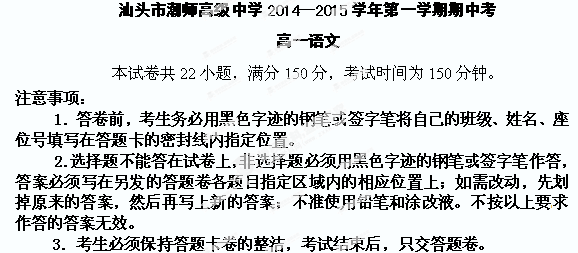 汕头市潮师高级中学 2014—2015 学年第一学期期中考
高一语文
本试卷共 22 小题，满分 150 分，考试时间为 150 分钟。
注意事项：
1．答卷前，考生务必用黑色字迹的钢笔或签字笔将自己的班级、姓名、座
位号填写在答题卡的密封线内指定位置。
2.选择题不能答在试卷上,非选择题必须用黑色字迹的钢笔或签字笔作答，
答案必须写在另发的答题卷各题目指定区域内的相应位置上；如需改动，先划
掉原来的答案，然后再写上新的答案；不准使用铅笔和涂改液。不按以上要求
作答的答案无效。
3．考生必须保持答题卡卷的整洁，考试结束后，只交答题卷。